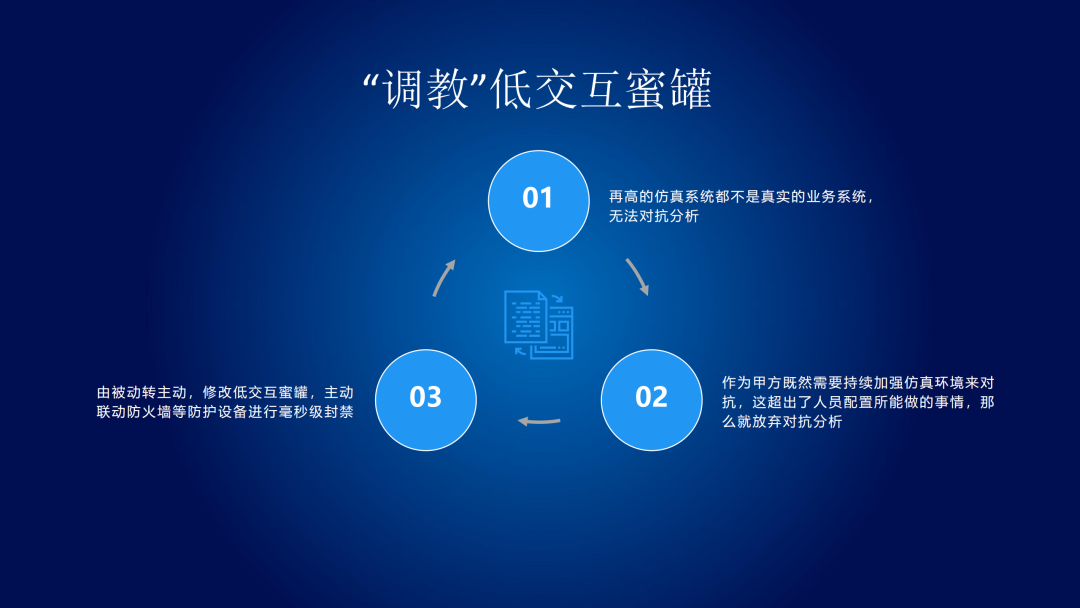 “调教”低交互蜜罐
01
再高的仿真系统都不是真实的业务系统，
无法对抗分析
02
作为甲方既然需要持续加强仿真环境来对
抗，这超出了人员配置所能做的事情，那
么就放弃对抗分析
03
由被动转主动，修改低交互蜜罐，主动
联动防火墙等防护设备进行毫秒级封禁